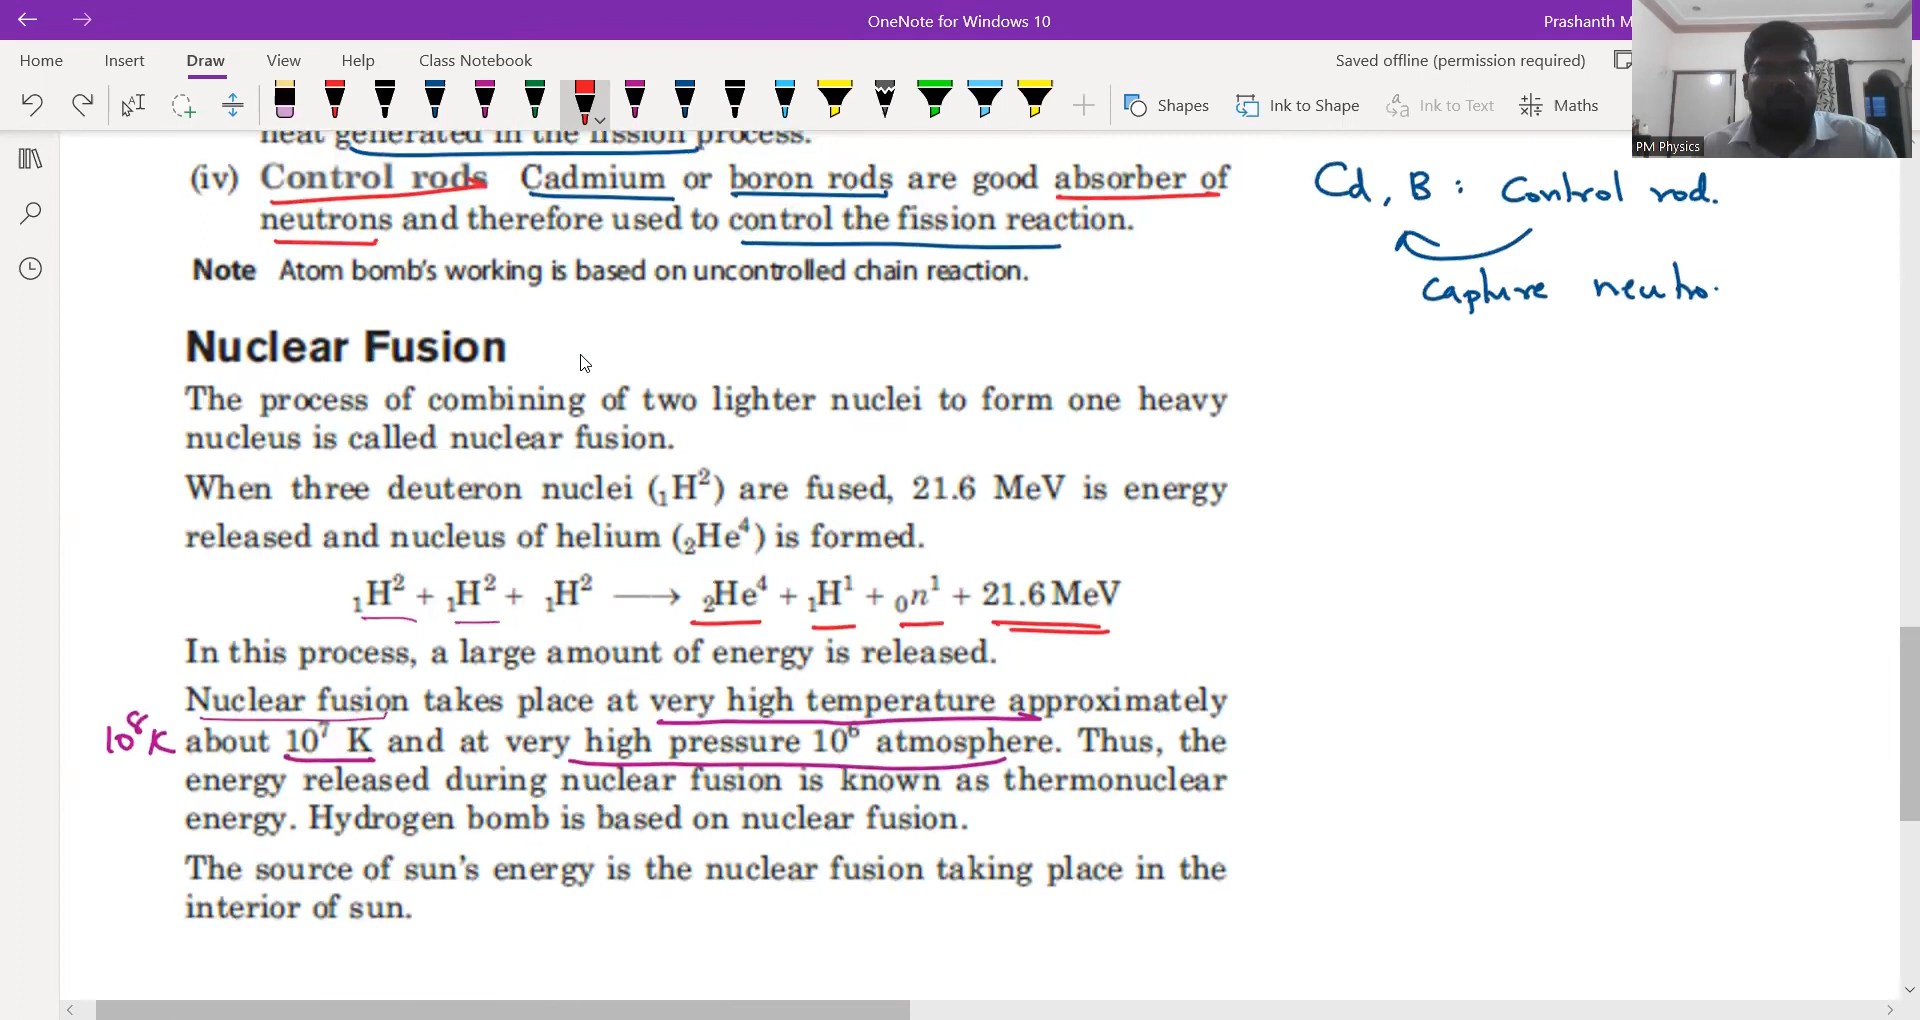 OneNote for Windows 10
Prashanth M
Home Insert Draw View Help Class Notebook
Saved offline (permission required)
Shapes Ink to Shape Ink to Text Maths
PM Physics
heat generated in the fission process.
(iv) Control rods Cadmium or boron rods are good absorber of
neutrons and therefore used to control the fission reaction.
Cd, B : Control rod.
Capture neutro.
Note Atom bomb's working is based on uncontrolled chain reaction.
Nuclear Fusion
The process of combining of two lighter nuclei to form one heavy
nucleus is called nuclear fusion.
When three deuteron nuclei (₁H²) are fused, 21.6 MeV is energy
released and nucleus of helium (₂He⁴) is formed.
₁H² + ₁H² + ₁H² ⟶ ₂He⁴ + ₁H¹ + ₀n¹ + 21.6 MeV
In this process, a large amount of energy is released.
Nuclear fusion takes place at very high temperature approximately
10⁸K about 10⁷ K and at very high pressure 10⁶ atmosphere. Thus, the
energy released during nuclear fusion is known as thermonuclear
energy. Hydrogen bomb is based on nuclear fusion.
The source of sun's energy is the nuclear fusion taking place in the
interior of sun.